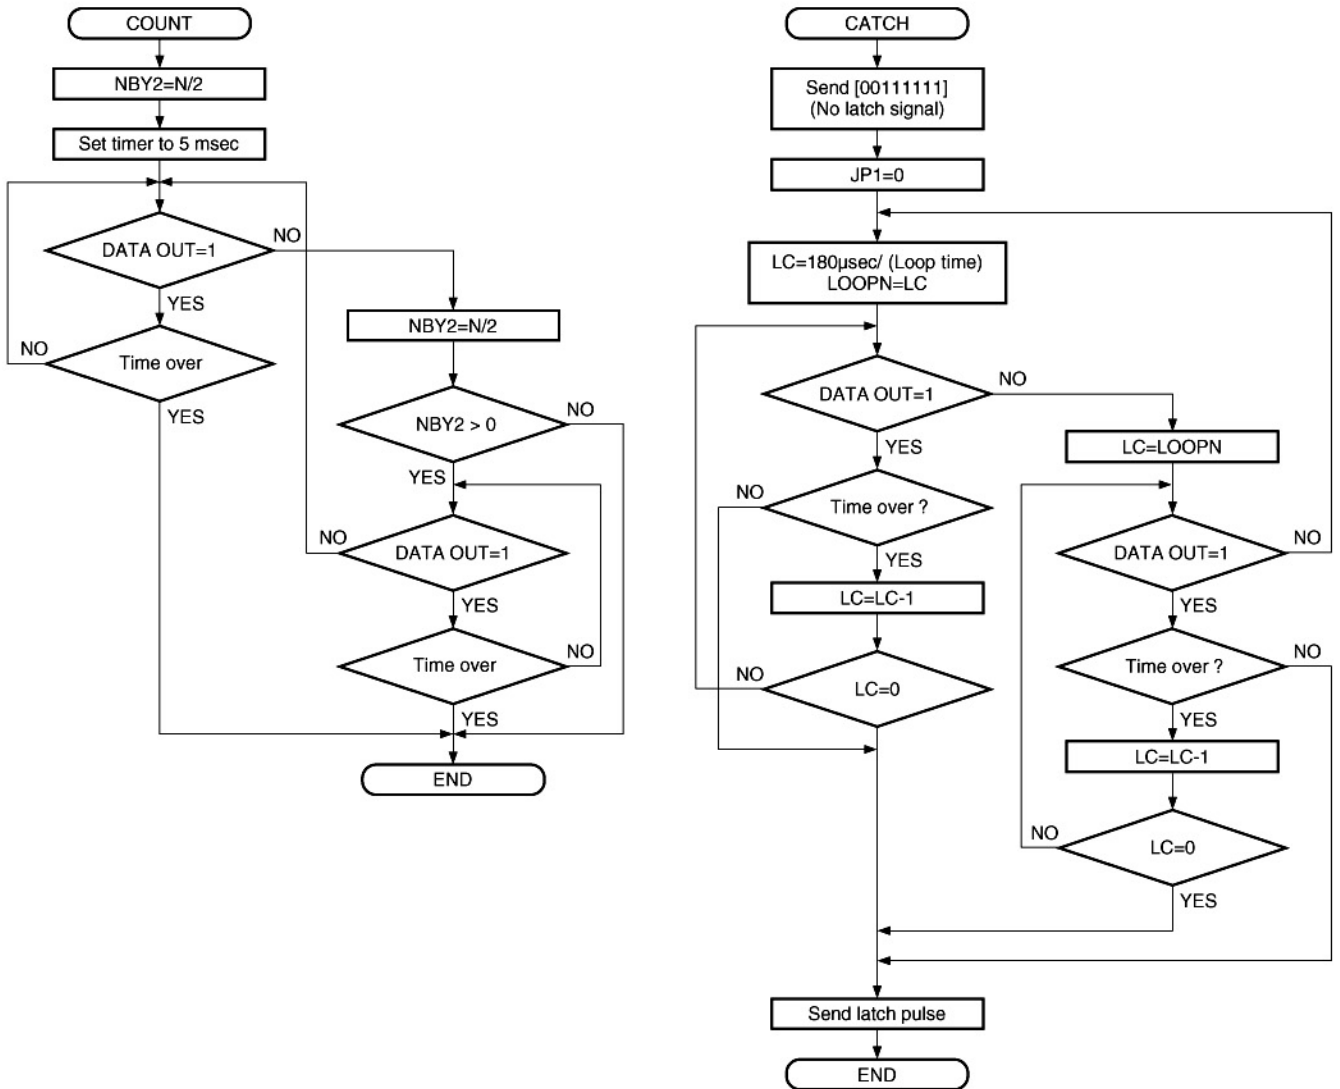 COUNT
NBY2=N/2
Set timer to 5 msec
DATA OUT=1
NO
YES
Time over
NO
YES
NBY2=N/2
NBY2 > 0
NO
YES
DATA OUT=1
NO
YES
Time over
NO
YES
END
CATCH
Send [00111111]
(No latch signal)
JP1=0
LC=180µsec/ (Loop time)
LOOPN=LC
DATA OUT=1
NO
YES
Time over ?
NO
YES
LC=LC-1
LC=0
NO
LC=LOOPN
DATA OUT=1
NO
YES
Time over ?
NO
YES
LC=LC-1
LC=0
NO
YES
Send latch pulse
END